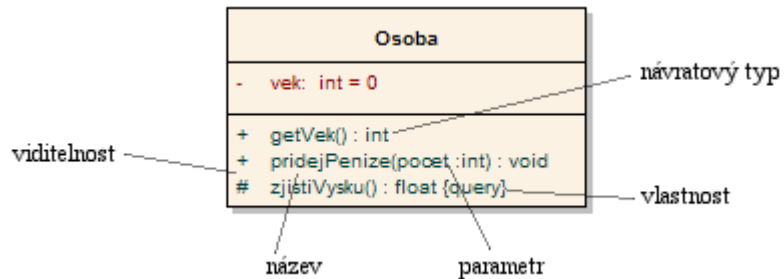 Osoba
- vek: int = 0
návratový typ
+ getVek() : int
viditelnost
+ pridejPenize(pocet :int) : void
# zjistiVysku() : float {query}
vlastnost
název
parametr